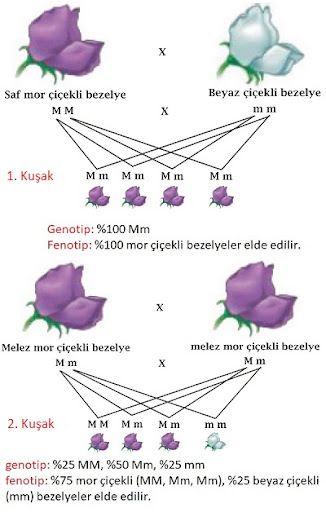 X
Saf mor çiçekli bezelye Beyaz çiçekli bezelye
M M X m m
M m M m M m M m
1. Kuşak
Genotip: %100 Mm
Fenotip: %100 mor çiçekli bezelyeler elde edilir.
X
Melez mor çiçekli bezelye melez mor çiçekli bezelye
M m X M m
2. Kuşak M M M m M m m m
genotip: %25 MM, %50 Mm, %25 mm
fenotip: %75 mor çiçekli (MM, Mm, Mm), %25 beyaz çiçekli
(mm) bezelyeler elde edilir.